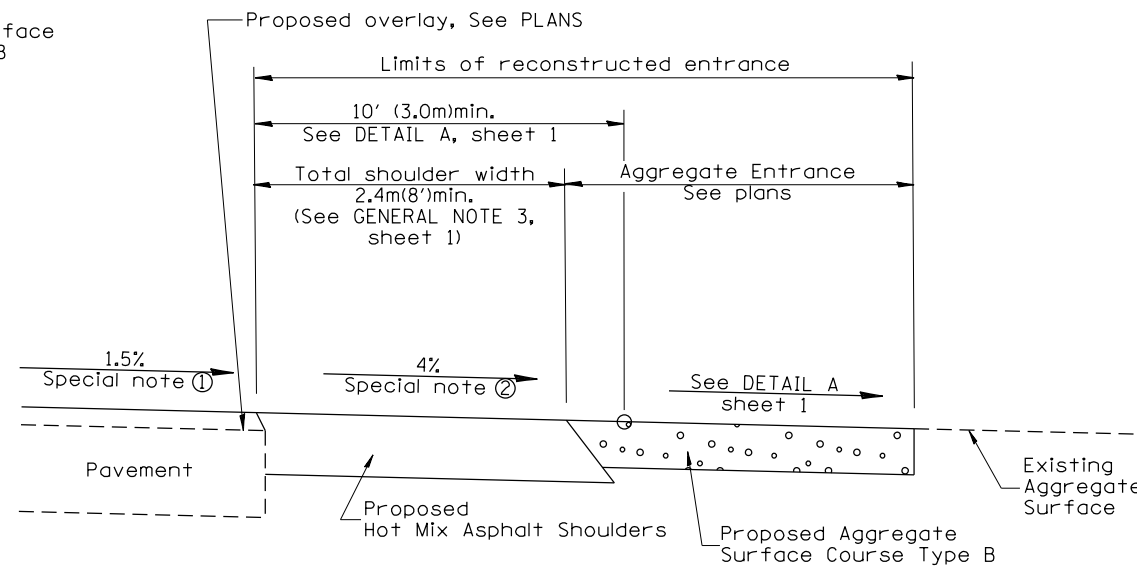 rface
B
Proposed overlay, See PLANS
Limits of reconstructed entrance
10' (3.0m)min.
See DETAIL A, sheet 1
Total shoulder width
2.4m(8')min.
(See GENERAL NOTE 3,
sheet 1)
Aggregate Entrance
See plans
1.5%
Special note ①
4%
Special note ②
See DETAIL A
sheet 1
Pavement
Proposed
Hot Mix Asphalt Shoulders
Proposed Aggregate
Surface Course Type B
Existing
Aggregate
Surface